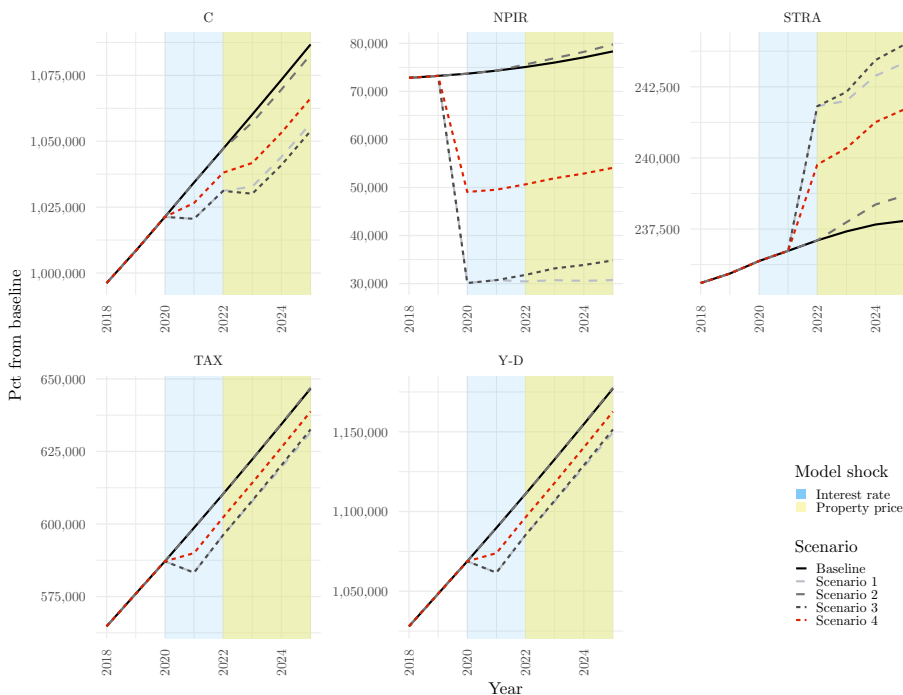 C
NPIR
STRA
1,075,000
1,050,000
1,025,000
1,000,000
80,000
70,000
60,000
50,000
40,000
30,000
242,500
240,000
237,500
2018
2020
2022
2024
2018
2020
2022
2024
2018
2020
2022
2024
Pct from baseline
TAX
Y-D
650,000
625,000
600,000
575,000
1,150,000
1,100,000
1,050,000
2018
2020
2022
2024
2018
2020
2022
2024
Year
Model shock
Interest rate
Property price
Scenario
Baseline
Scenario 1
Scenario 2
Scenario 3
Scenario 4